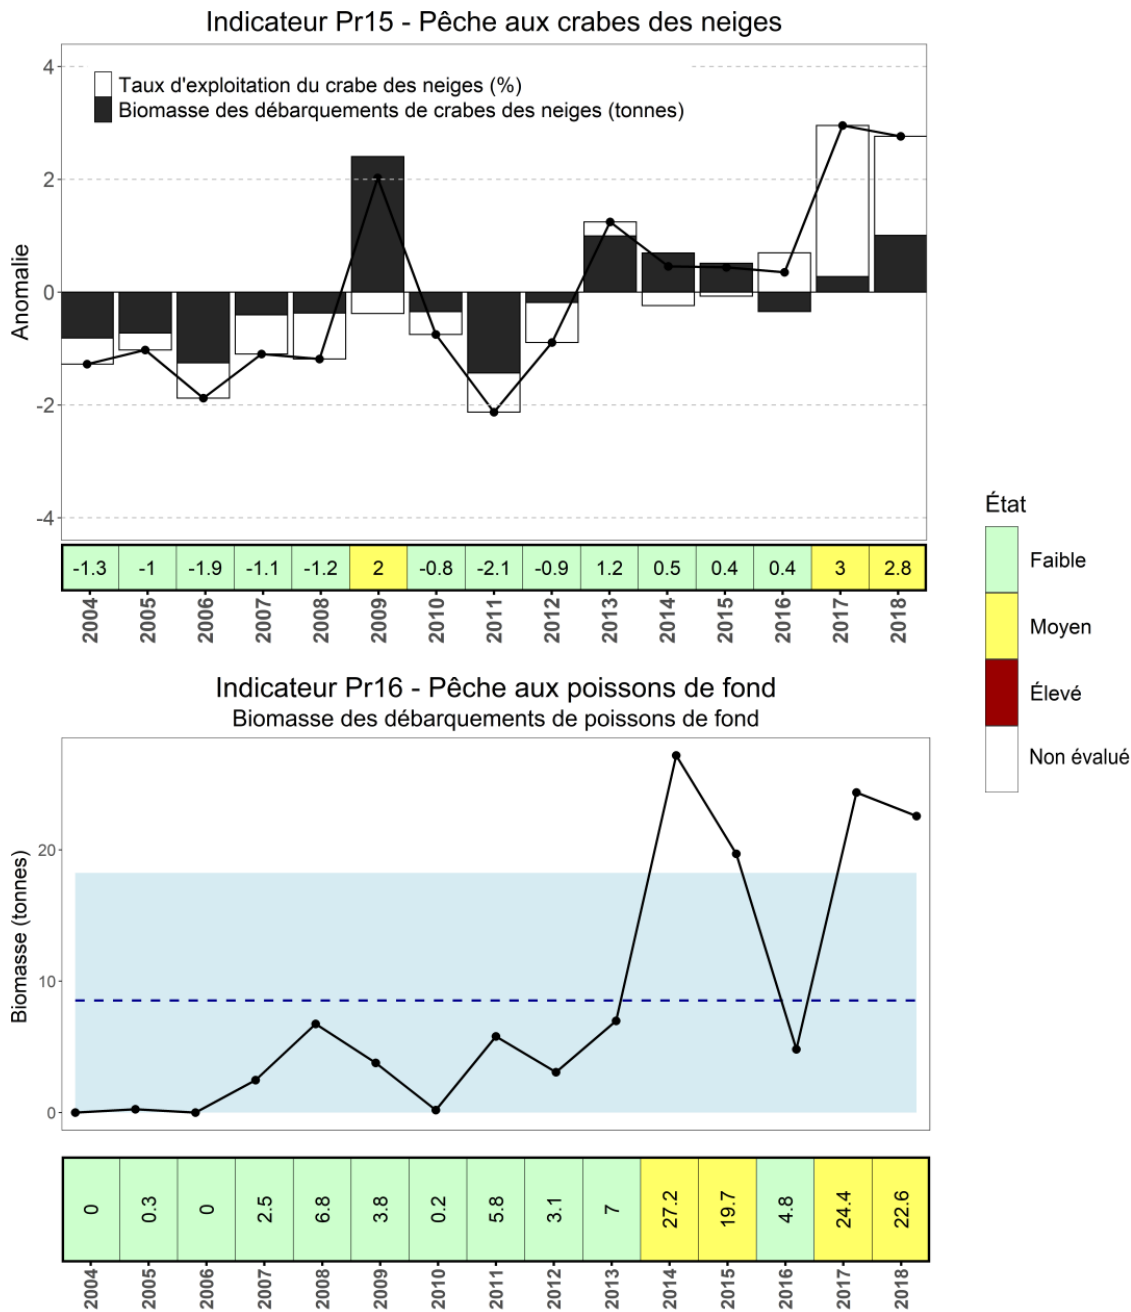 Indicateur Pr15 - Pêche aux crabes des neiges
Taux d'exploitation du crabe des neiges (%)
Biomasse des débarquements de crabes des neiges (tonnes)
Anomalie
4
2
0
-2
-4
-1.3 -1 -1.9 -1.1 -1.2 2 -0.8 -2.1 -0.9 1.2 0.5 0.4 0.4 3 2.8
2004 2005 2006 2007 2008 2009 2010 2011 2012 2013 2014 2015 2016 2017 2018
État
Faible
Moyen
Élevé
Non évalué
Indicateur Pr16 - Pêche aux poissons de fond
Biomasse des débarquements de poissons de fond
Biomasse (tonnes)
20
10
0
0 0.3 0 2.5 6.8 3.8 0.2 5.8 3.1 7 27.2 19.7 4.8 24.4 22.6
2004 2005 2006 2007 2008 2009 2010 2011 2012 2013 2014 2015 2016 2017 2018